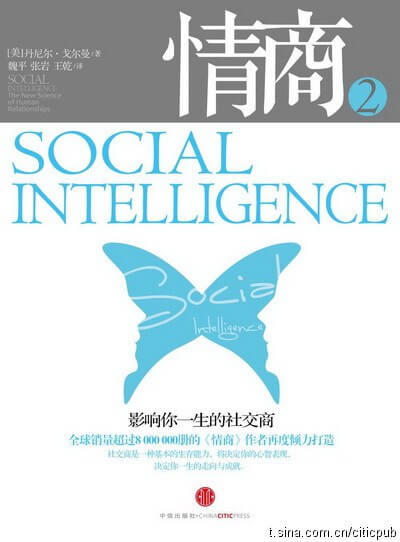 [美]丹尼尔·戈尔曼/著
魏平 张岩 王乾/译
SOCIAL
INTELLIGENCE
The New Science
of Human
Relationships
情商
2
SOCIAL
INTELLIGENCE
Social
Intelligence
影响你一生的社交商
全球销量超过8 000 000册的《情商》作者再度倾力打造
社交商是一种基本的生存能力，将决定你的心智表现，
决定你一生的走向与成就。
中信出版社·CHINACITICPRESS
t.sina.com.cn/citicpub